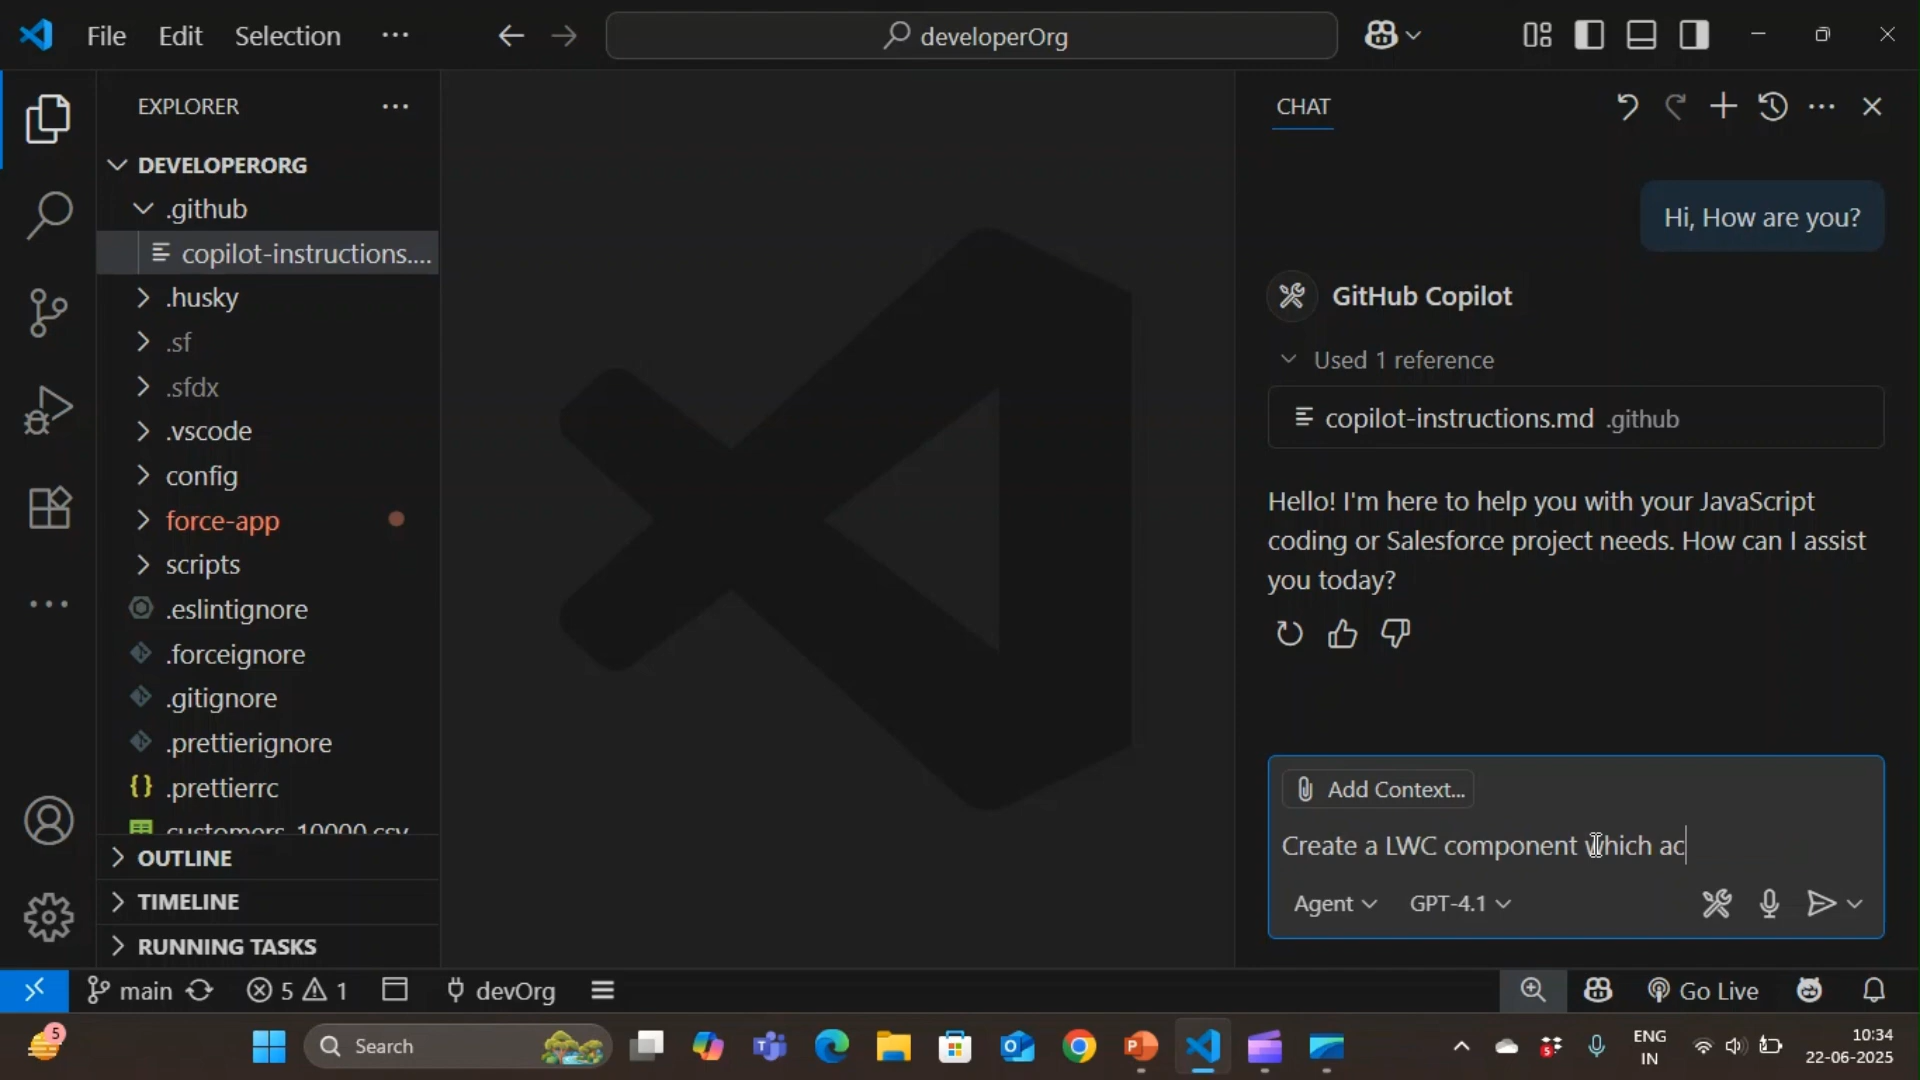 File Edit Selection ···
developerOrg
EXPLORER ···
DEVELOPERORG
.github
copilot-instructions....
.husky
.sf
.sfdx
.vscode
config
force-app
scripts
.eslintignore
.forceignore
.gitignore
.prettierignore
.prettierrc
customers_10000.csv
OUTLINE
TIMELINE
RUNNING TASKS
CHAT
Hi, How are you?
GitHub Copilot
Used 1 reference
copilot-instructions.md .github
Hello! I'm here to help you with your JavaScript
coding or Salesforce project needs. How can I assist
you today?
Add Context...
Create a LWC component which ac
Agent GPT-4.1
main 5 1 devOrg Go Live
5 Search ENG 10:34
IN 22-06-2025